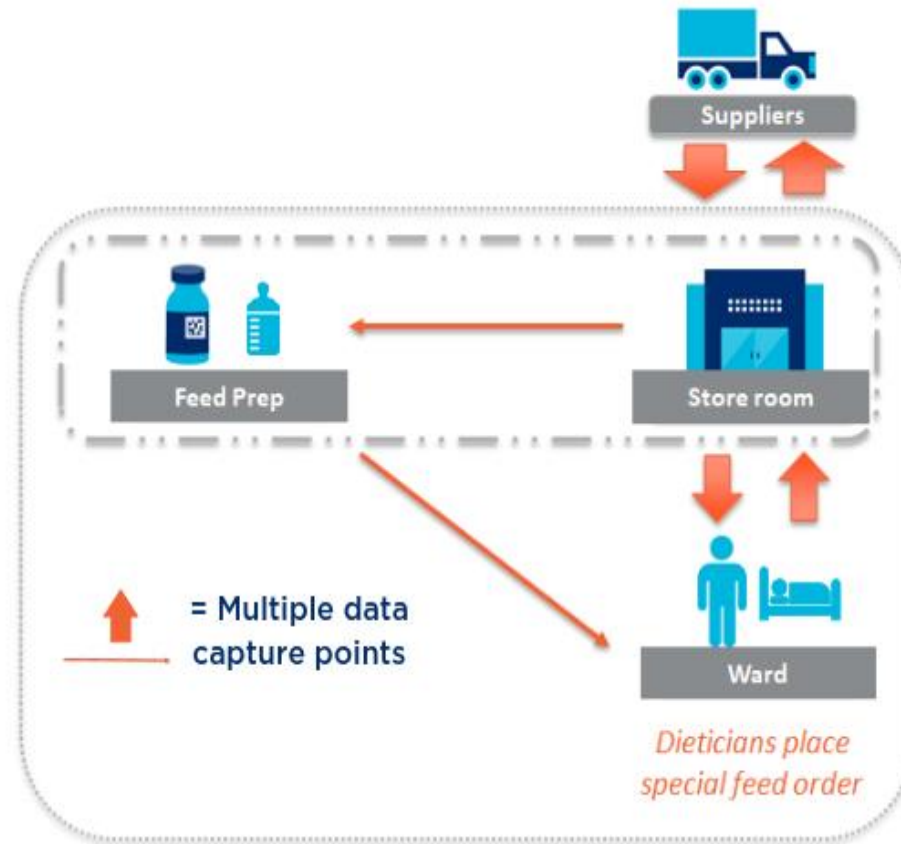 Suppliers
Feed Prep
Store room
= Multiple data
capture points
Ward
Dieticians place
special feed order